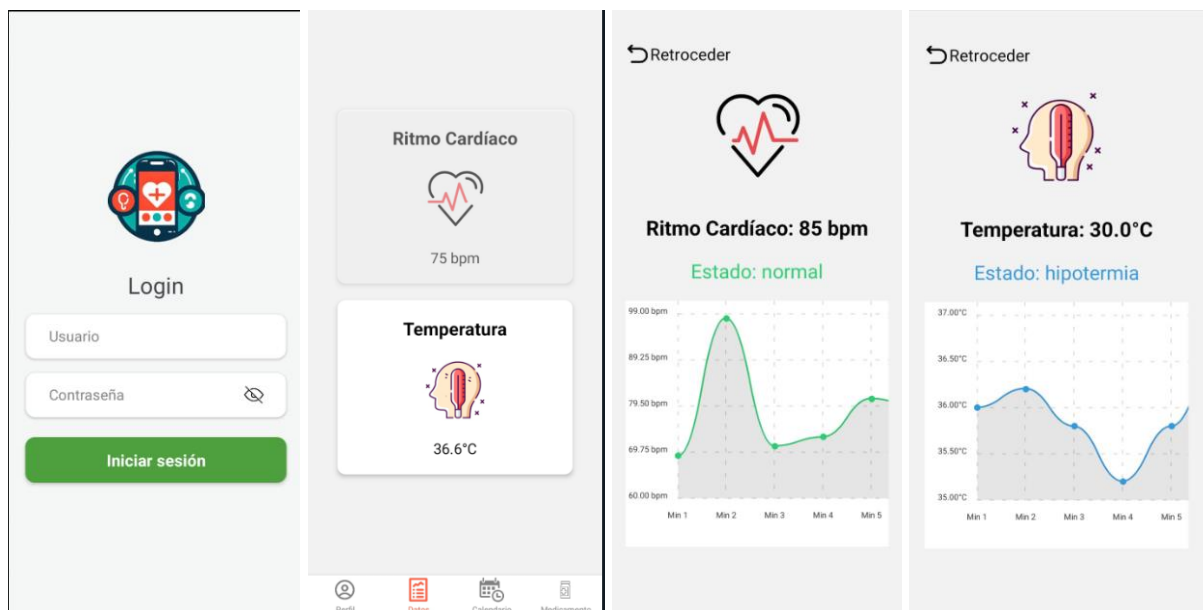 Login
Usuario
Contraseña
Iniciar sesión
Ritmo Cardíaco
75 bpm
Temperatura
36.6°C
Perfil
Datos
Calendario
Medicamento
Retroceder
Ritmo Cardíaco: 85 bpm
Estado: normal
99.00 bpm
89.25 bpm
79.50 bpm
69.75 bpm
60.00 bpm
Min 1 Min 2 Min 3 Min 4 Min 5
Retroceder
Temperatura: 30.0°C
Estado: hipotermia
37.00°C
36.50°C
36.00°C
35.50°C
35.00°C
Min 1 Min 2 Min 3 Min 4 Min 5